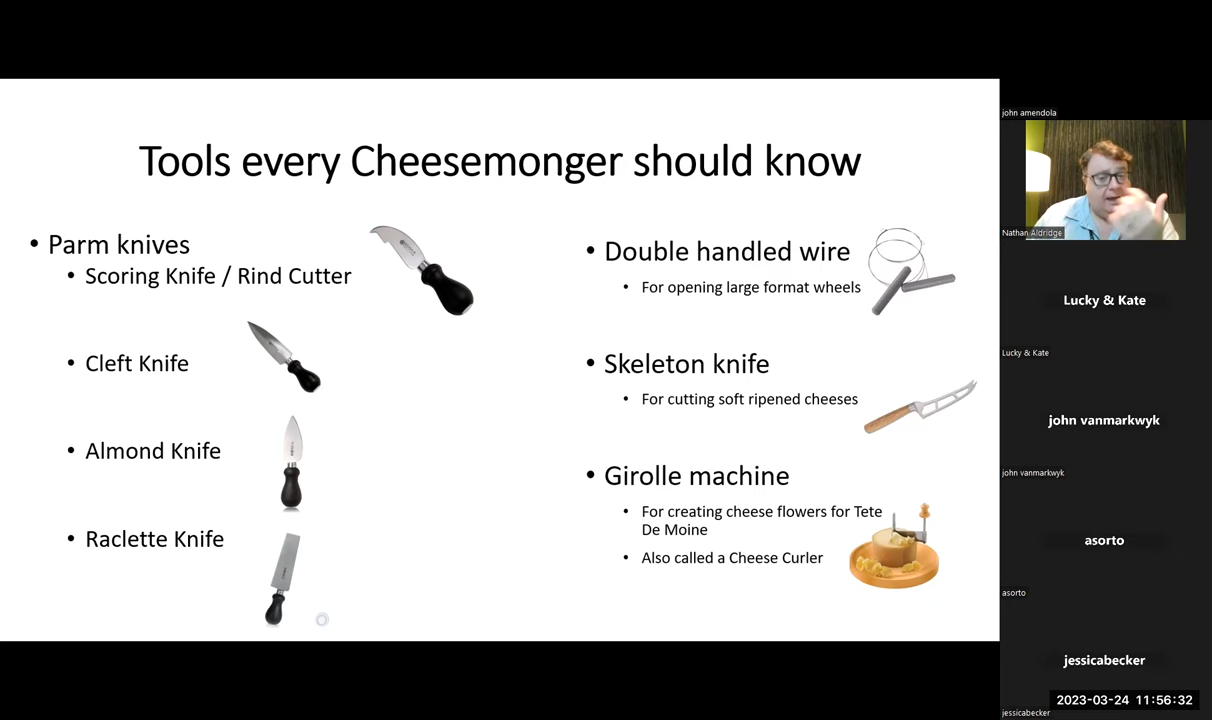 Tools every Cheesemonger should know
• Parm knives
• Scoring Knife / Rind Cutter
• Cleft Knife
• Almond Knife
• Raclette Knife
• Double handled wire
• For opening large format wheels
• Skeleton knife
• For cutting soft ripened cheeses
• Girolle machine
• For creating cheese flowers for Tete
De Moine
• Also called a Cheese Curler
john amendola
Nathan Aldridge
Lucky & Kate
Lucky & Kate
john vanmarkwyk
john vanmarkwyk
asorto
asorto
jessicabecker
2023-03-24 11:56:32
jessicabecker